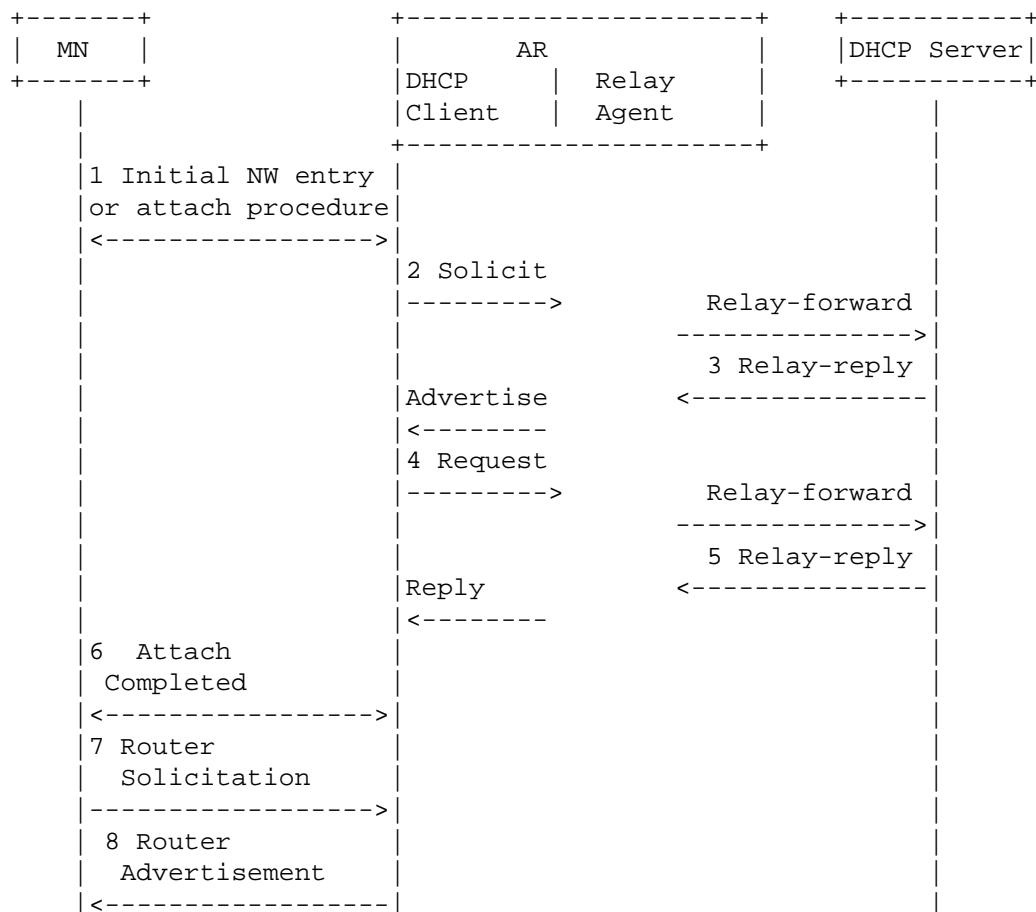 MN AR DHCP Server
DHCP Relay
Client Agent
1 Initial NW entry
or attach procedure
2 Solicit
Relay-forward
3 Relay-reply
Advertise
4 Request
Relay-forward
5 Relay-reply
Reply
6 Attach
Completed
7 Router
Solicitation
8 Router
Advertisement